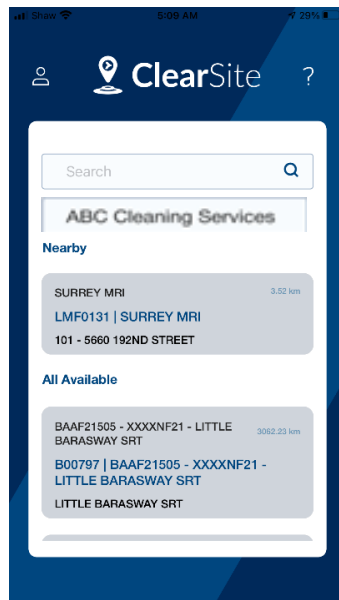 Shaw 5:09 AM 29%
ClearSite ?
Search
ABC Cleaning Services
Nearby
SURREY MRI 3.52 km
LMF0131 | SURREY MRI
101 - 5660 192ND STREET
All Available
BAAF21505 - XXXXNF21 - LITTLE
BARASWAY SRT 3052.23 km
B00797 | BAAF21505 - XXXXNF21 -
LITTLE BARASWAY SRT
LITTLE BARASWAY SRT